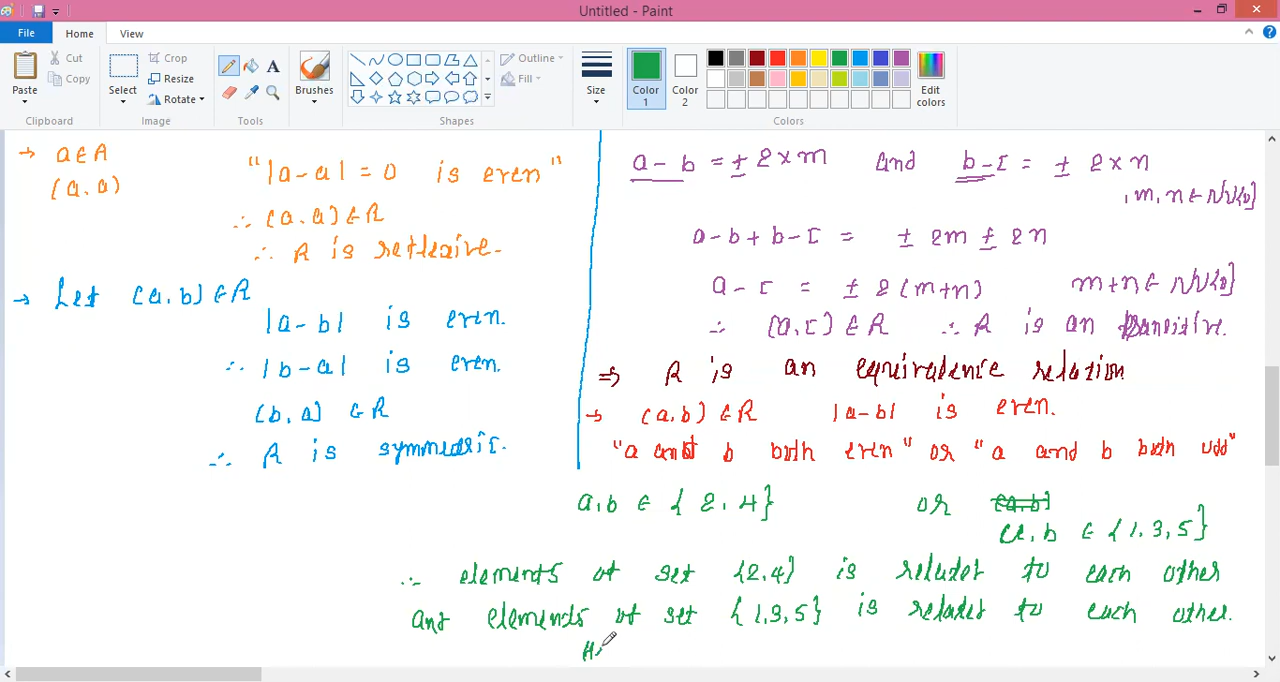 Untitled - Paint
File Home View
Paste Cut Copy Select Crop Resize Rotate Brushes Outline Fill Size Color 1 Color 2 Edit colors
Clipboard Image Tools Shapes Colors
→ a∈A
(a,a)
"|a-a| = 0 is even"
∴ (a,a) ∈ R
∴ R is reflexive.
→ Let (a,b) ∈ R
|a-b| is even.
∴ |b-a| is even.
(b,a) ∈ R
∴ R is symmetric.
a-b = ± 2×m and b-c = ± 2×n
, m,n ∈ N∪{0}
a-b+b-c = ± 2m ± 2n
a-c = ± 2(m+n) m+n ∈ N∪{0}
∴ (a,c) ∈ R ∴ R is an transitive.
⇒ R is an equivalence relation
→ (a,b) ∈ R |a-b| is even.
"a and b both even" or "a and b both odd"
a,b ∈ {2,4} or
a,b ∈ {1,3,5}
∴ elements of set {2,4} is related to each other
and elements of set {1,3,5} is related to each other.